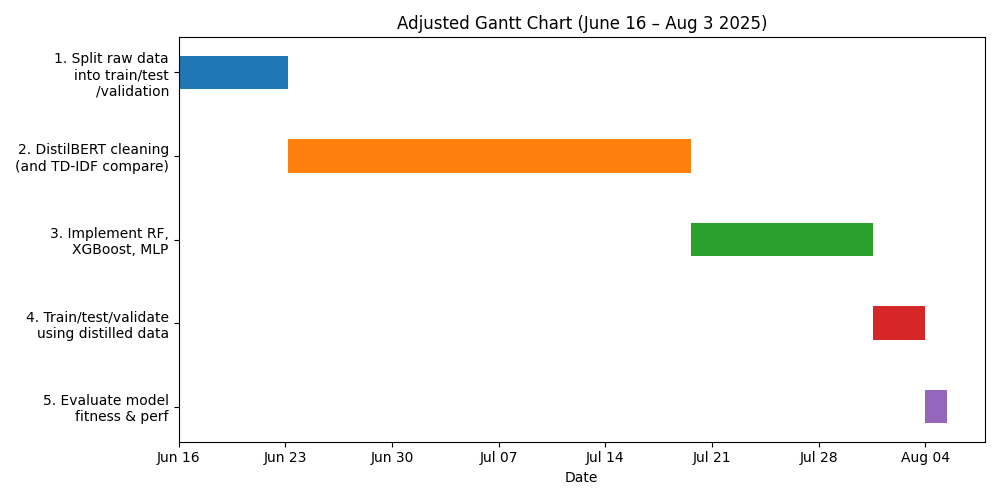 Adjusted Gantt Chart (June 16 – Aug 3 2025)
1. Split raw data
into train/test
/validation
2. DistilBERT cleaning
(and TD-IDF compare)
3. Implement RF,
XGBoost, MLP
4. Train/test/validate
using distilled data
5. Evaluate model
fitness & perf
Jun 16 Jun 23 Jun 30 Jul 07 Jul 14 Jul 21 Jul 28 Aug 04
Date